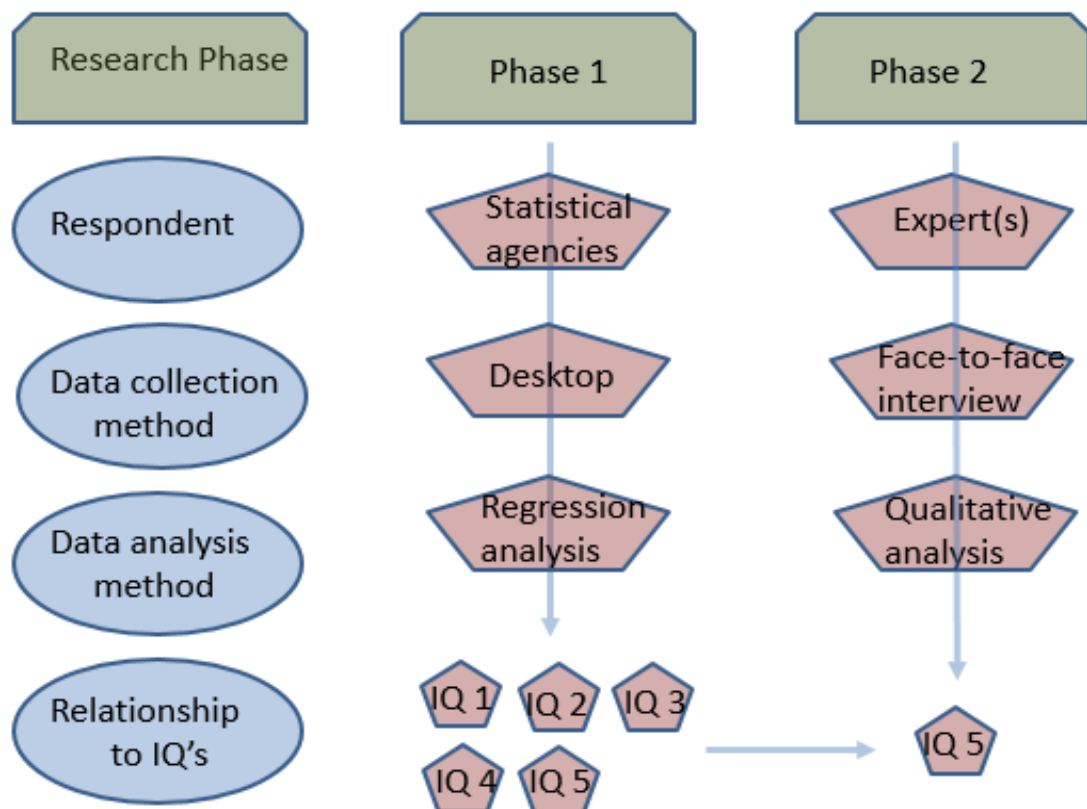 Research Phase
Phase 1
Phase 2
Respondent
Statistical
agencies
Expert(s)
Data collection
method
Desktop
Face-to-face
interview
Data analysis
method
Regression
analysis
Qualitative
analysis
Relationship
to IQ's
IQ 1
IQ 2
IQ 3
IQ 4
IQ 5
IQ 5